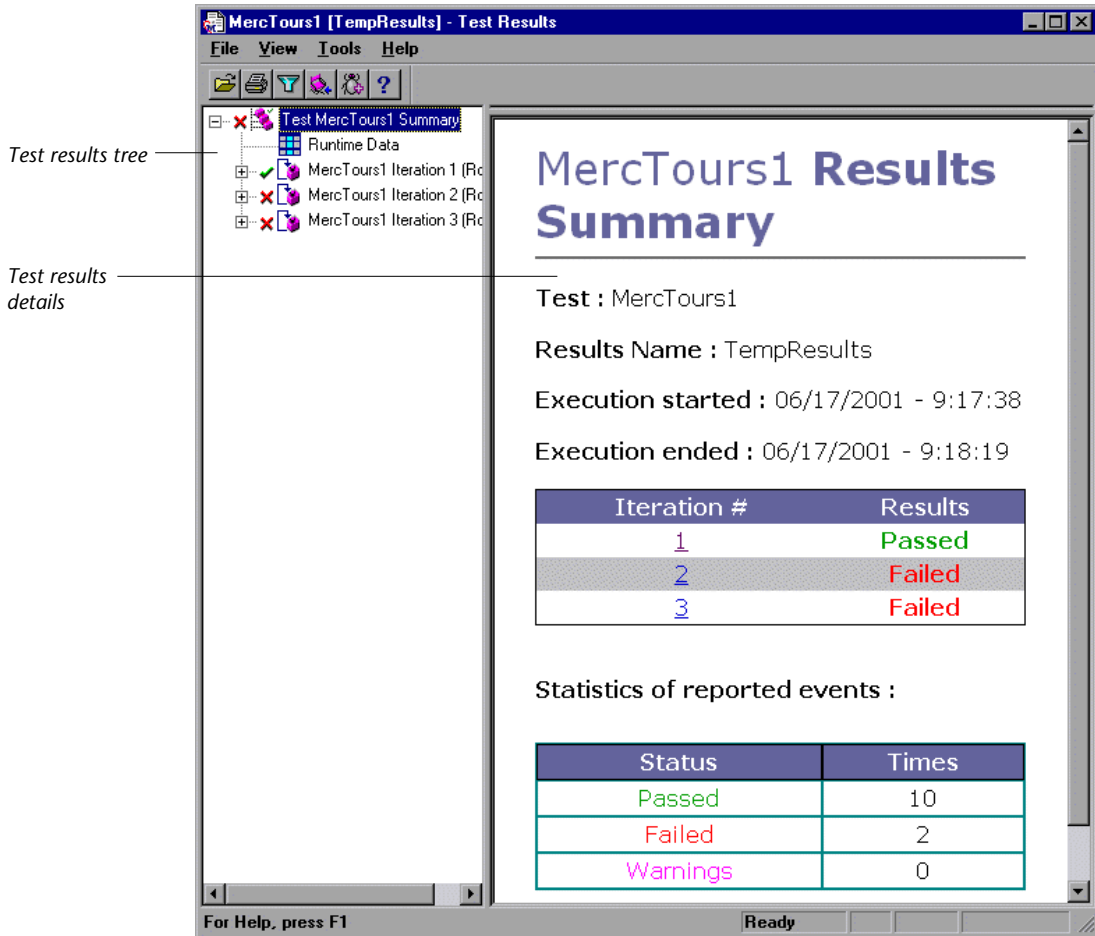 MercTours1 [TempResults] - Test Results
File View Tools Help
?
Test MercTours1 Summary
Runtime Data
MercTours1 Iteration 1 (Ro
MercTours1 Iteration 2 (Ro
MercTours1 Iteration 3 (Ro
Test results tree
Test results
details
MercTours1 Results
Summary
Test : MercTours1
Results Name : TempResults
Execution started : 06/17/2001 - 9:17:38
Execution ended : 06/17/2001 - 9:18:19
Iteration # Results
1 Passed
2 Failed
3 Failed
Statistics of reported events :
Status Times
Passed 10
Failed 2
Warnings 0
For Help, press F1 Ready